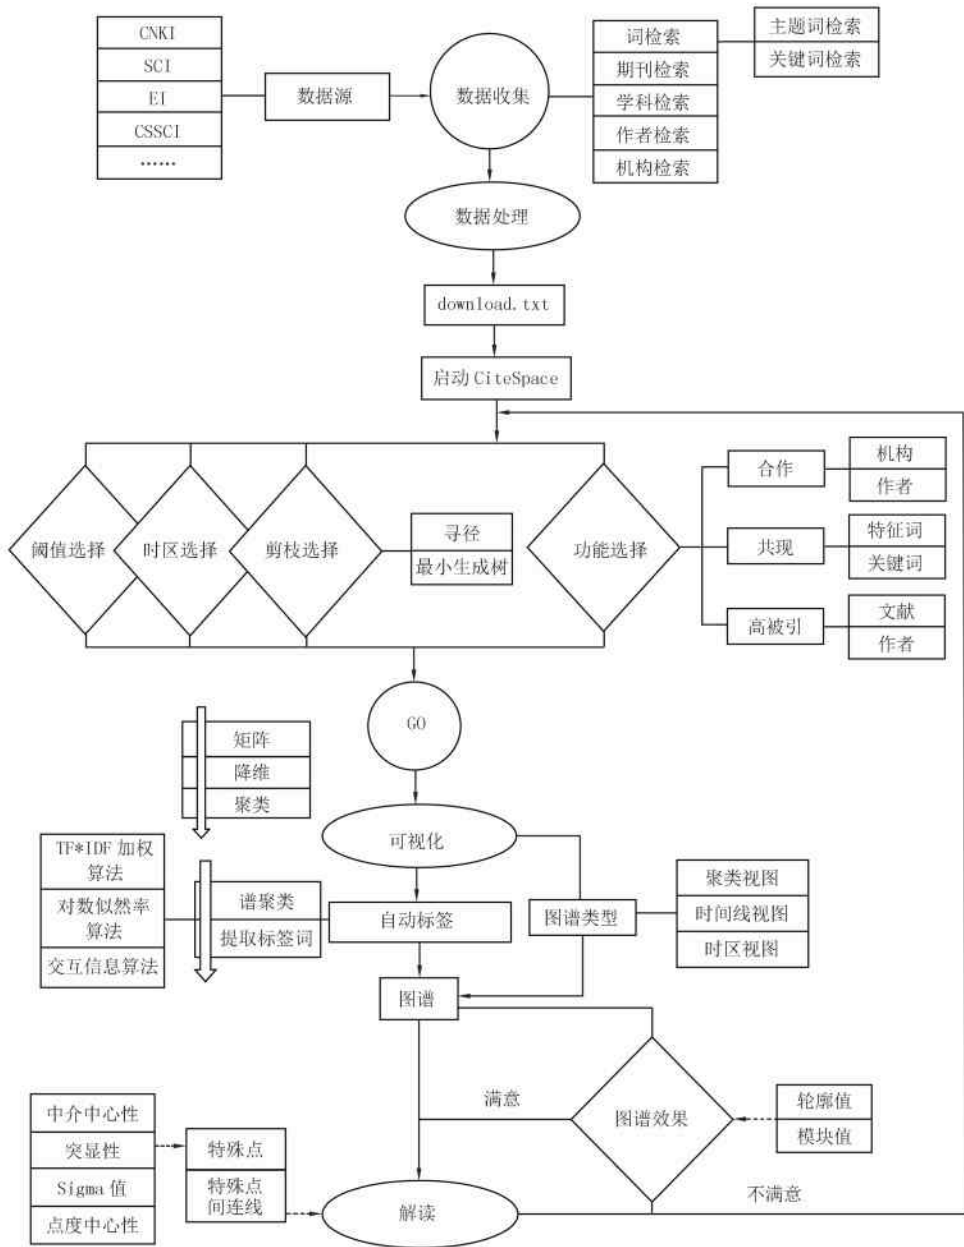 CNKI
SCI
EI
CSSCI
……
数据源
数据收集
词检索
期刊检索
学科检索
作者检索
机构检索
主题词检索
关键词检索
数据处理
download.txt
启动 CiteSpace
阈值选择
时区选择
剪枝选择
寻径
最小生成树
功能选择
合作
机构
作者
共现
特征词
关键词
高被引
文献
作者
GO
矩阵
降维
聚类
可视化
TF*IDF 加权
算法
对数似然率
算法
交互信息算法
谱聚类
提取标签词
自动标签
图谱类型
聚类视图
时间线视图
时区视图
图谱
满意
图谱效果
轮廓值
模块值
不满意
中介中心性
突显性
Sigma 值
点度中心性
特殊点
特殊点
间连线
解读